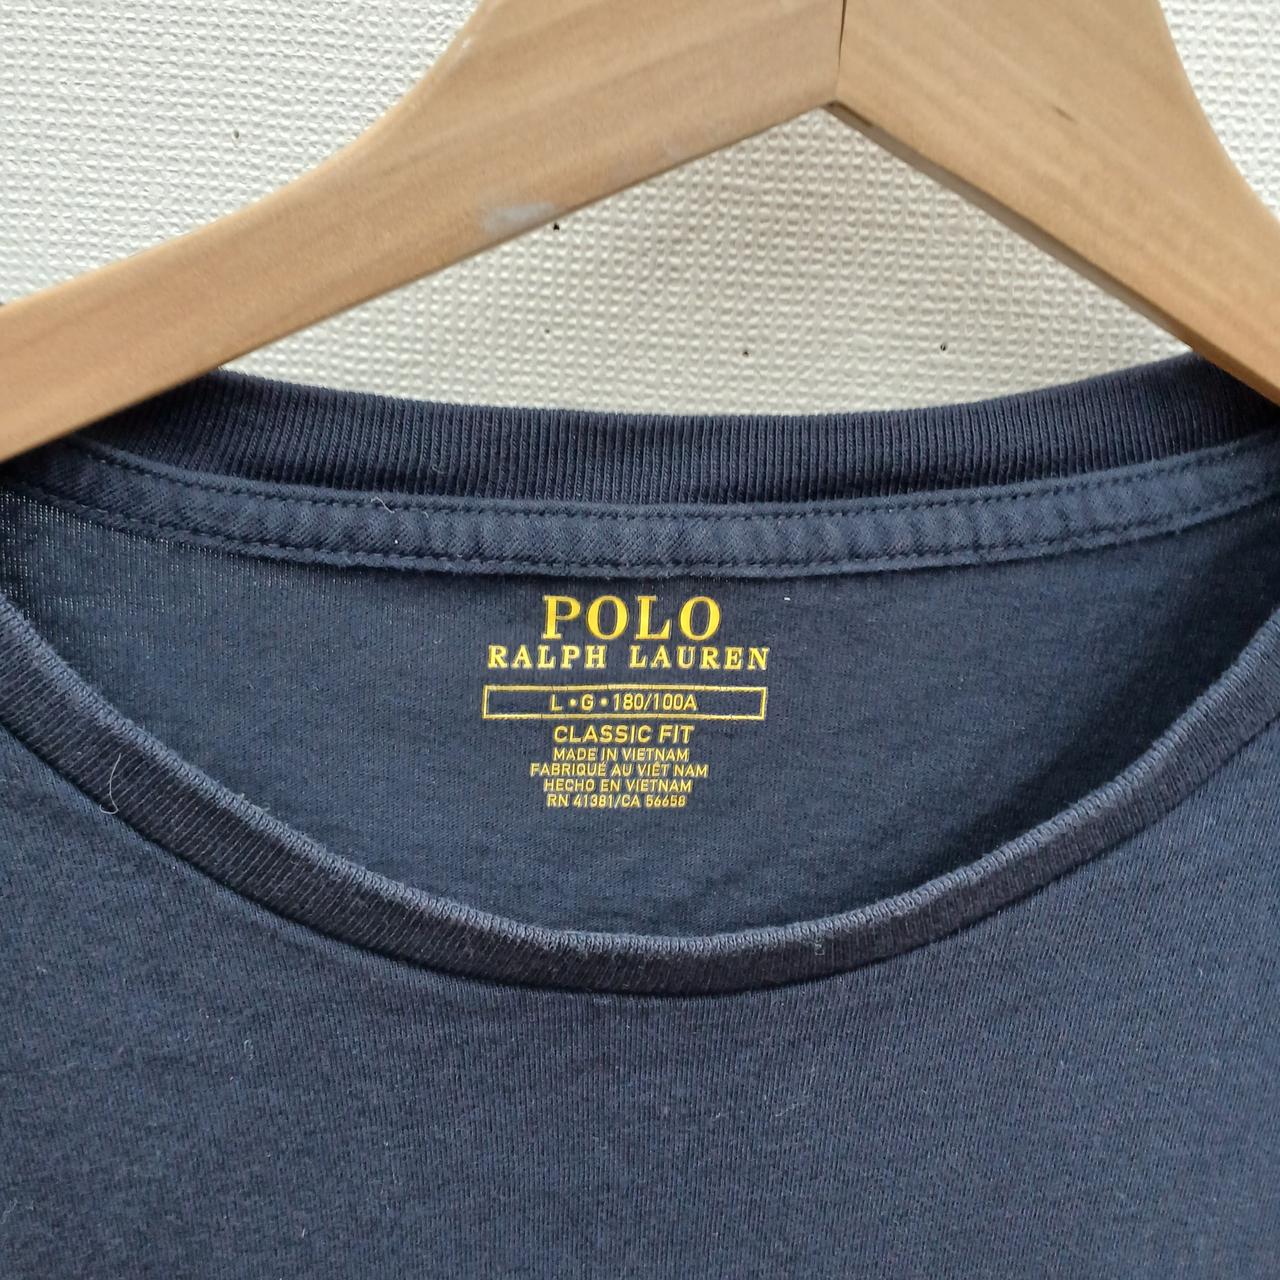 POLO
RALPH LAUREN
L • G • 180/100A
CLASSIC FIT
MADE IN VIETNAM
FABRIQUÉ AU VIÊT NAM
HECHO EN VIETNAM
RN 41381/CA 56658